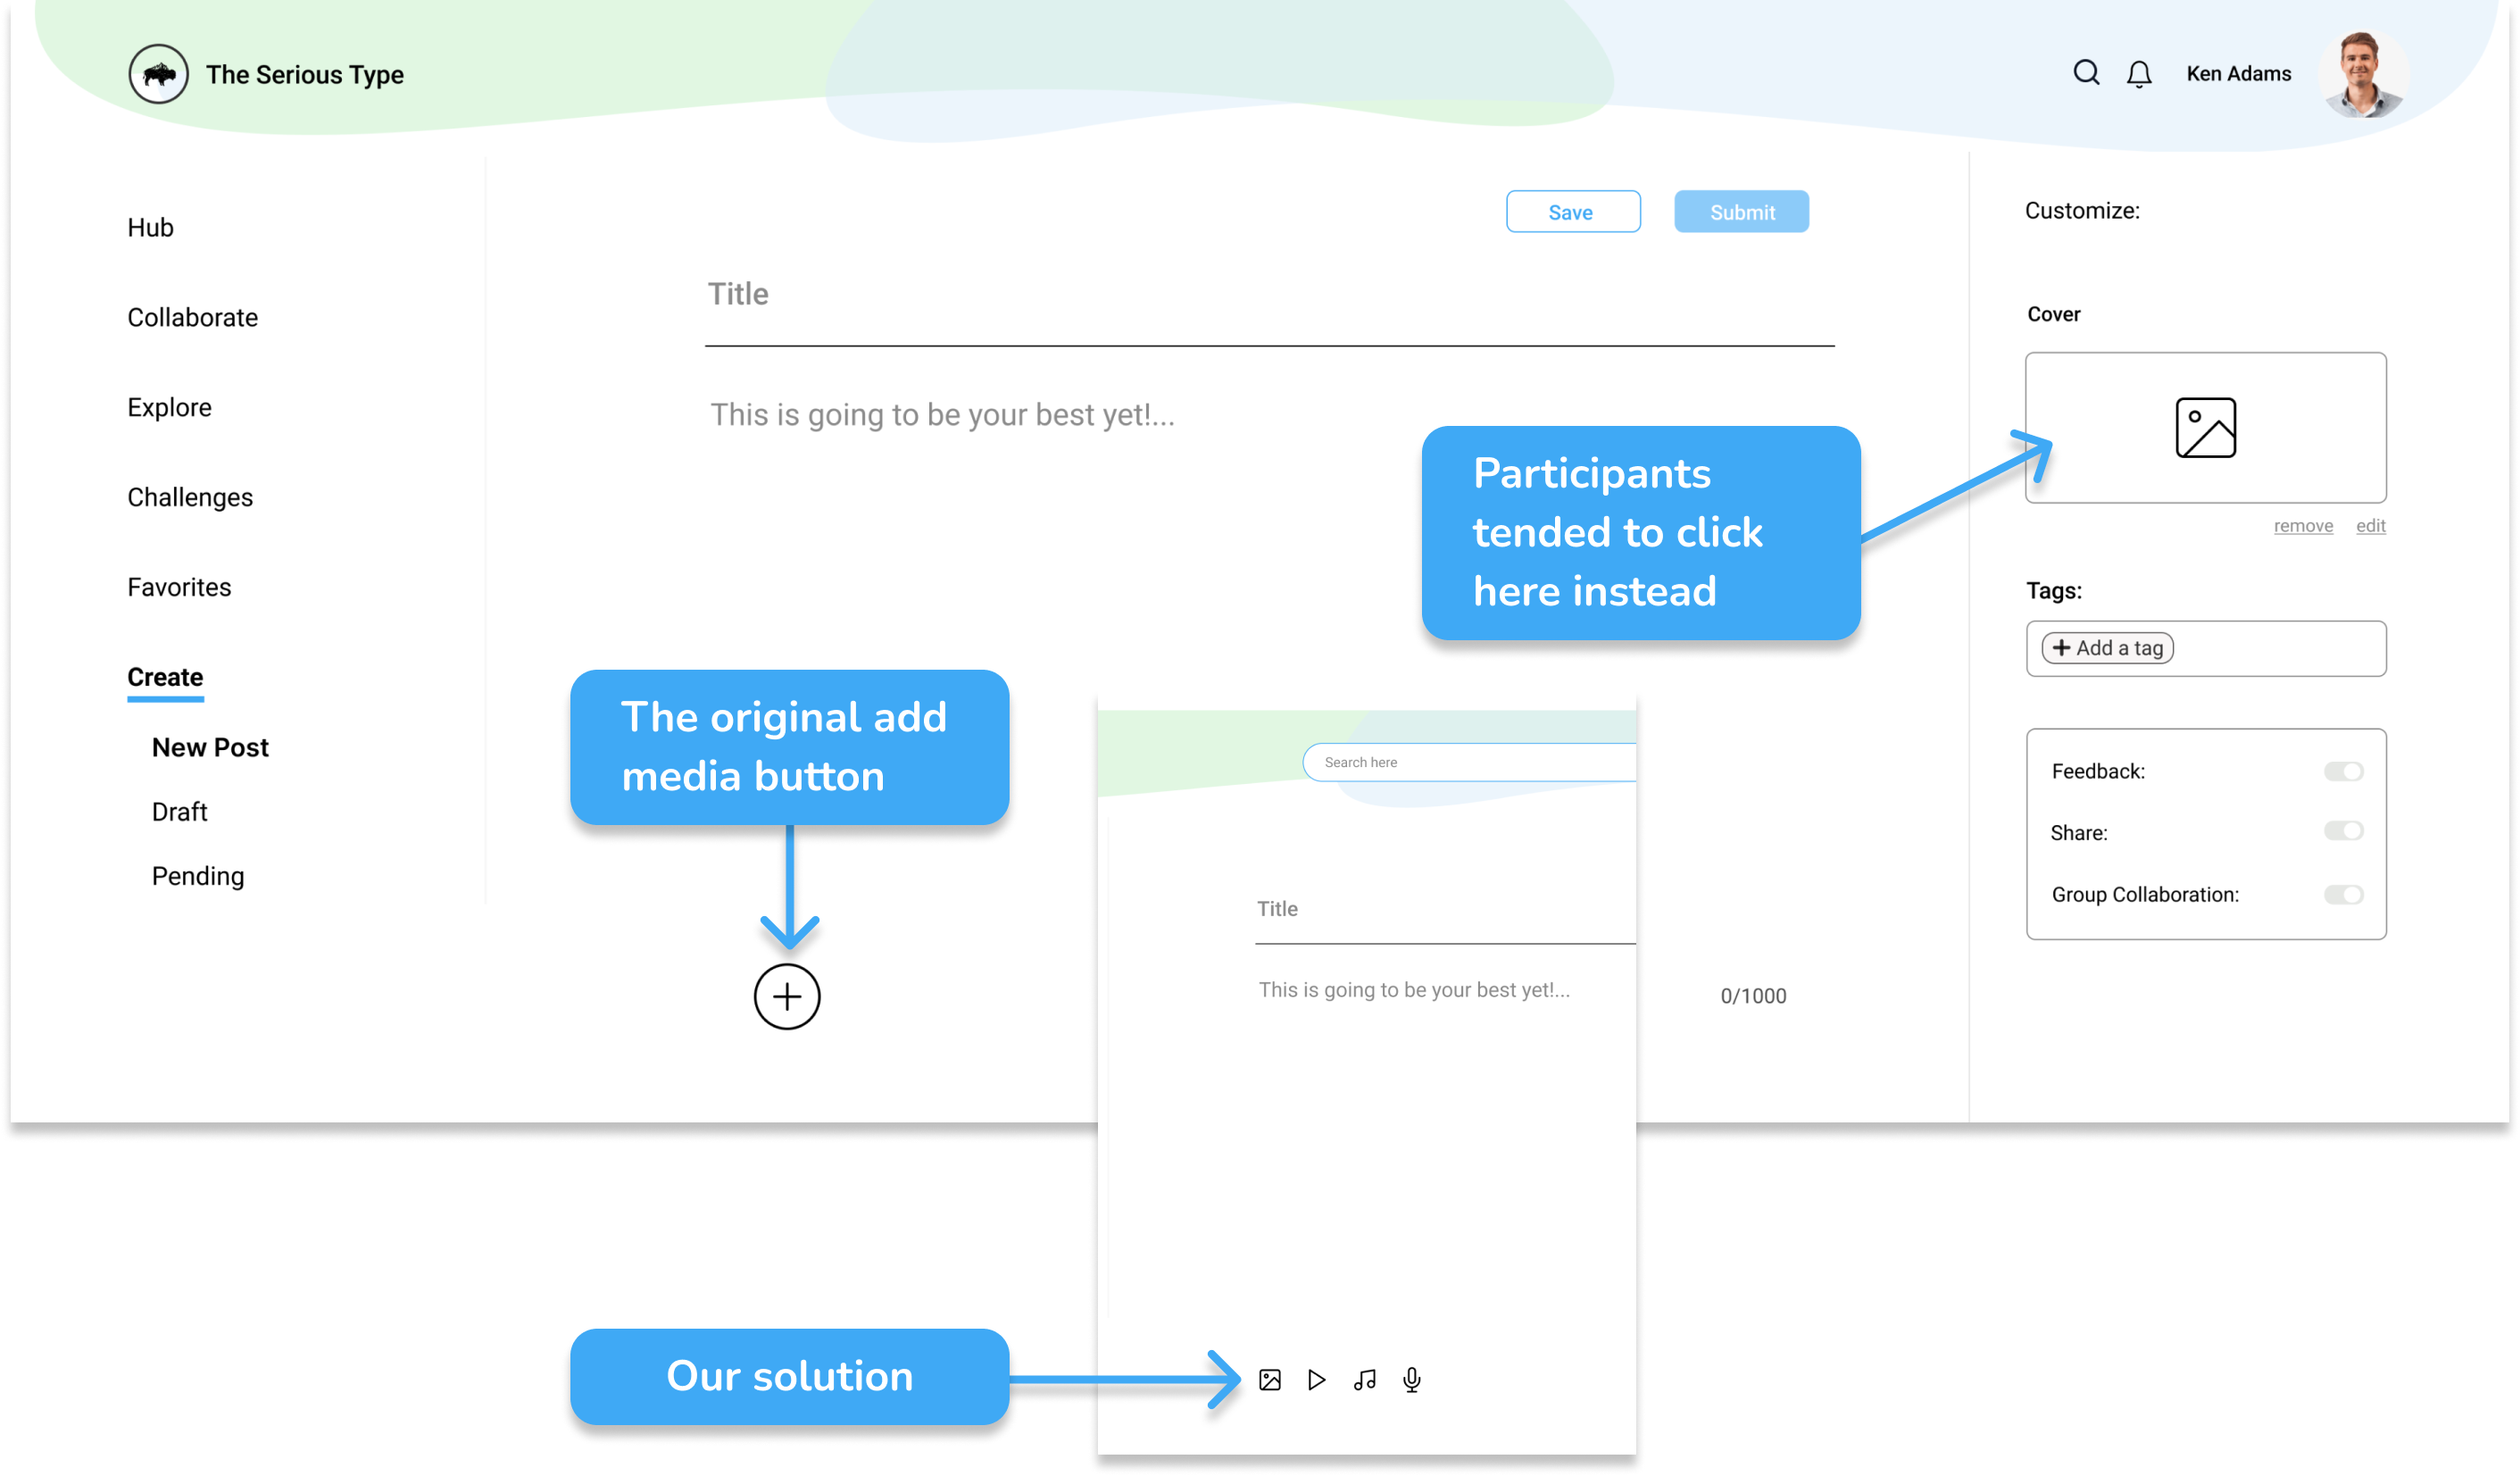 The Serious Type
Ken Adams
Hub
Collaborate
Explore
Challenges
Favorites
Create
New Post
Draft
Pending
Save
Submit
Title
This is going to be your best yet!...
Participants
tended to click
here instead
The original add
media button
0/1000
Customize:
Cover
remove edit
Tags:
Add a tag
Feedback:
Share:
Group Collaboration:
Search here
Title
This is going to be your best yet!...
Our solution